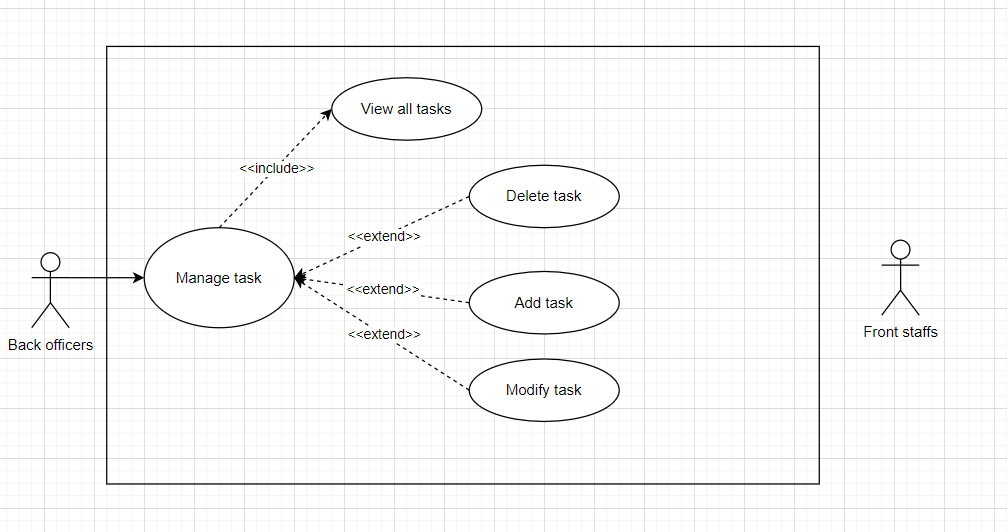 View all tasks
<<include>>
Delete task
<<extend>>
Manage task
<<extend>>
Add task
<<extend>>
Modify task
Back officers
Front staffs